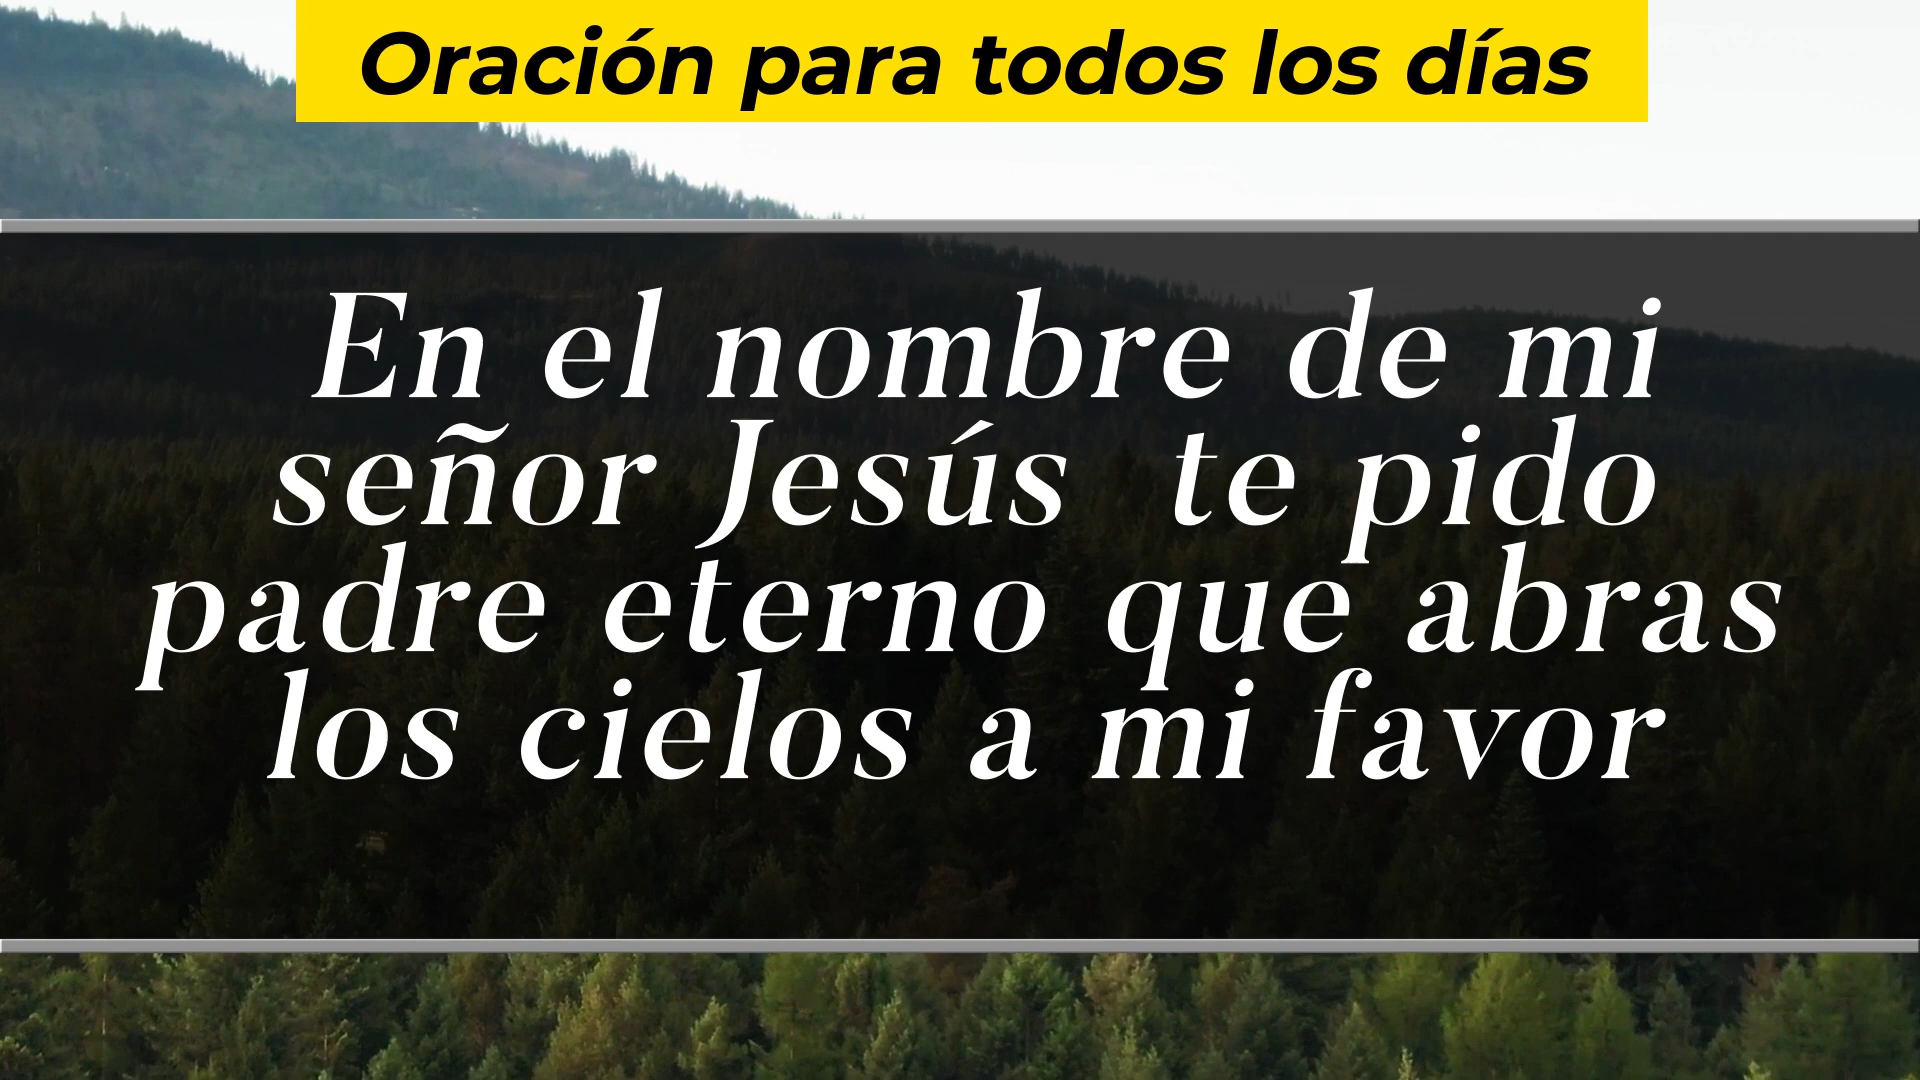 Oración para todos los días
En el nombre de mi
señor Jesús te pido
padre eterno que abras
los cielos a mi favor